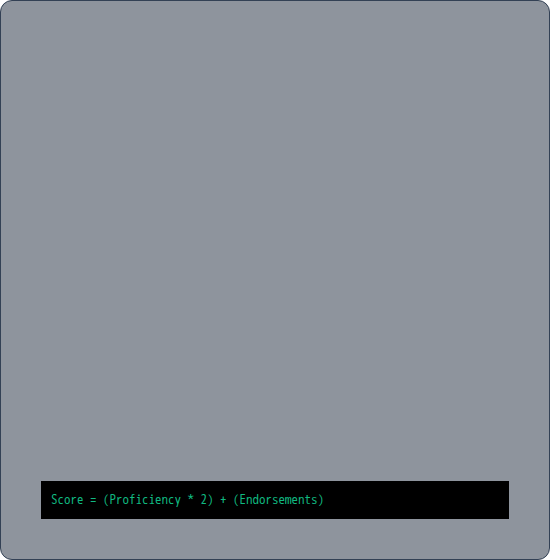 Score = (Proficiency * 2) + (Endorsements)